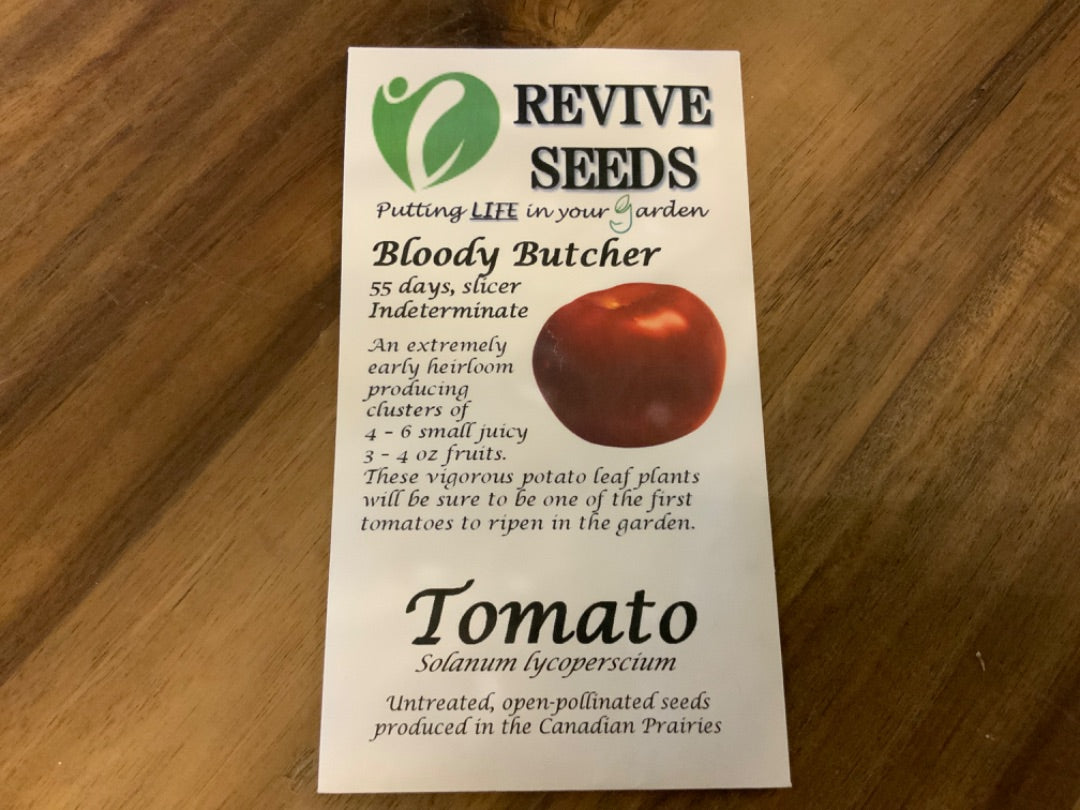 REVIVE
SEEDS
Putting LIFE in your garden
Bloody Butcher
55 days, slicer
Indeterminate
An extremely
early heirloom
producing
clusters of
4 - 6 small juicy
3 - 4 oz fruits.
These vigorous potato leaf plants
will be sure to be one of the first
tomatoes to ripen in the garden.
Tomato
Solanum lycoperscium
Untreated, open-pollinated seeds
produced in the Canadian Prairies